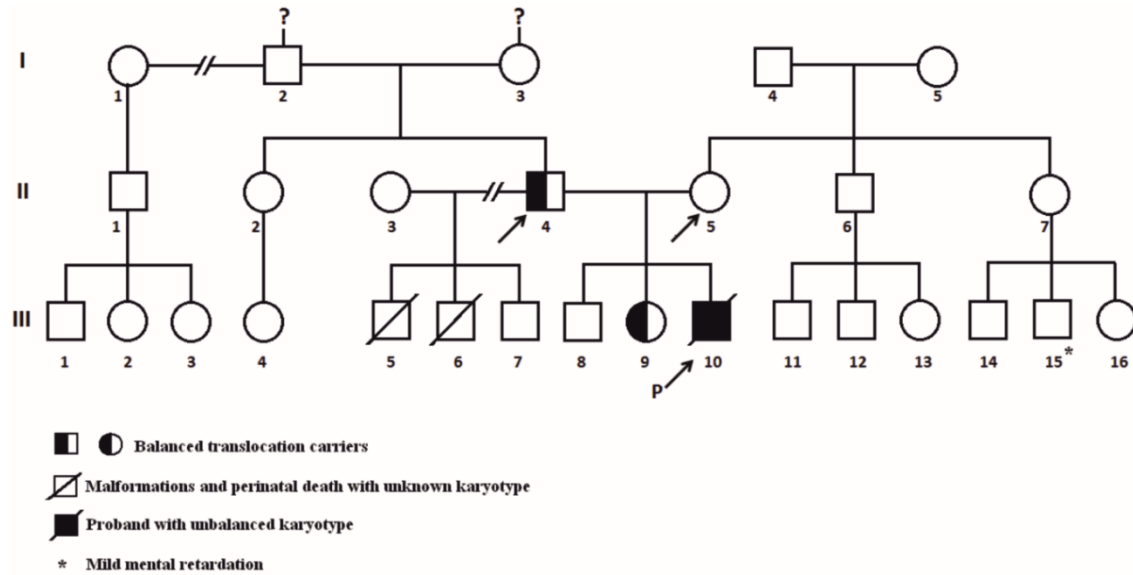 ? ?
I
1 2 3 4 5
II
1 2 3 4 5 6 7
III
1 2 3 4 5 6 7 8 9 10 11 12 13 14 15* 16
P
Balanced translocation carriers
Malformations and perinatal death with unknown karyotype
Proband with unbalanced karyotype
* Mild mental retardation